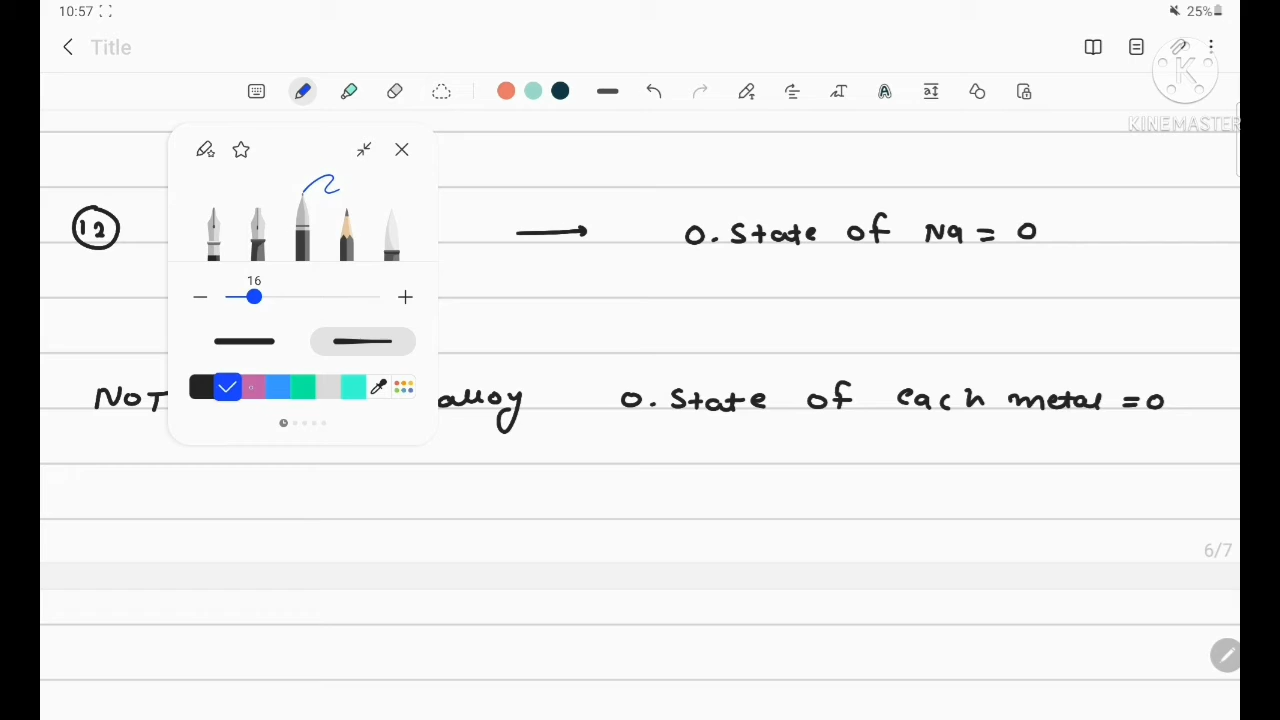 10:57 25%
Title
KINEMASTER
16
12 O. State of Na = 0
NOT alloy O. State of each metal = 0
6/7